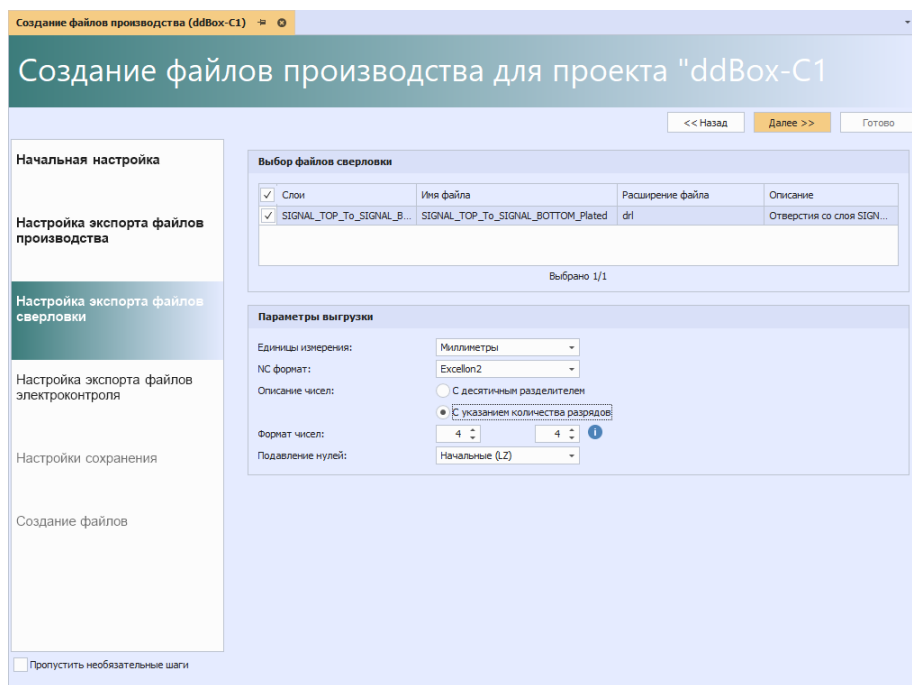 Создание файлов производства (ddBox-C1)
Создание файлов производства для проекта "ddBox-C1
<< Назад
Далее >>
Готово
Начальная настройка
Настройка экспорта файлов
производства
Настройка экспорта файлов
сверловки
Настройка экспорта файлов
электроконтроля
Настройки сохранения
Создание файлов
Пропустить необязательные шаги
Выбор файлов сверловки
Слои Имя файла Расширение файла Описание
SIGNAL_TOP_To_SIGNAL_B... SIGNAL_TOP_To_SIGNAL_BOTTOM_Plated drl Отверстия со слоя SIGN...
Выбрано 1/1
Параметры выгрузки
Единицы измерения: Миллиметры
NC формат: Excellon2
Описание чисел: С десятичным разделителем
С указанием количества разрядов
Формат чисел: 4 4
Подавление нулей: Начальные (LZ)